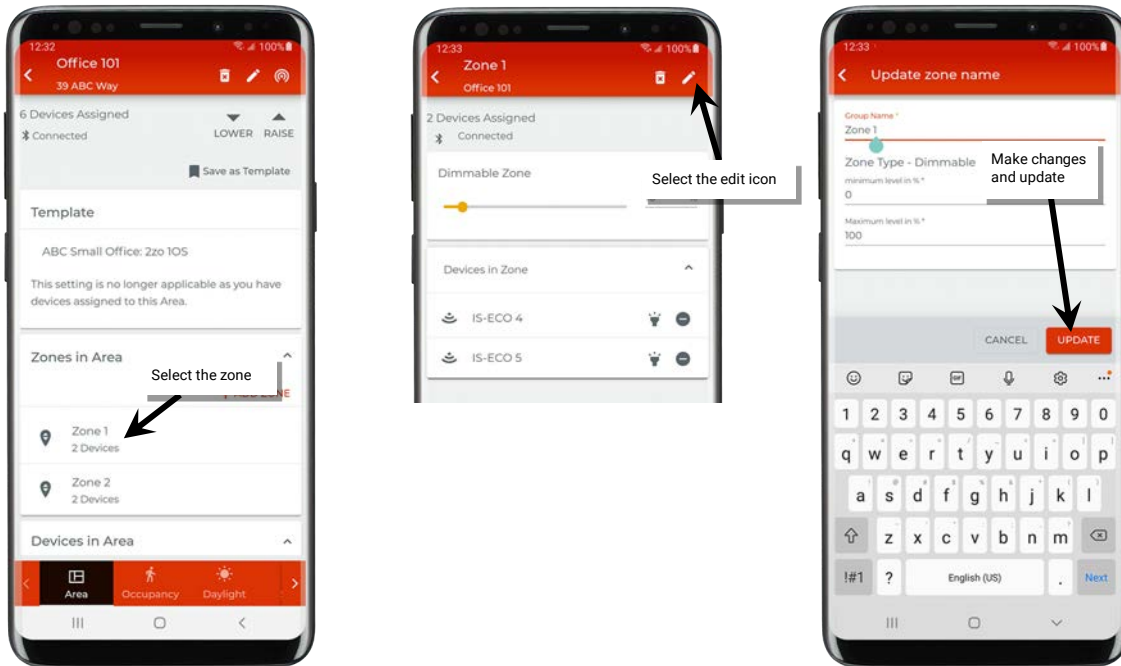 12:32
100%
Office 101
39 ABC Way
6 Devices Assigned
Connected
LOWER RAISE
Save as Template
Template
ABC Small Office: 2zo 1OS
This setting is no longer applicable as you have
devices assigned to this Area.
Zones in Area
Select the zone
ZONE
Zone 1
2 Devices
Zone 2
2 Devices
Devices in Area
Area Occupancy Daylight
12:33
100%
Zone 1
Office 101
2 Devices Assigned
Connected
Select the edit icon
Dimmable Zone
Devices in Zone
IS-ECO 4
IS-ECO 5
12:33
100%
Update zone name
Group Name *
Zone 1
Zone Type - Dimmable
Make changes
and update
minimum level in % *
0
Maximum level in % *
100
CANCEL UPDATE
GIF
1 2 3 4 5 6 7 8 9 0
q w e r t y u i o p
a s d f g h j k l
z x c v b n m
!#1 ? English (US) . Next